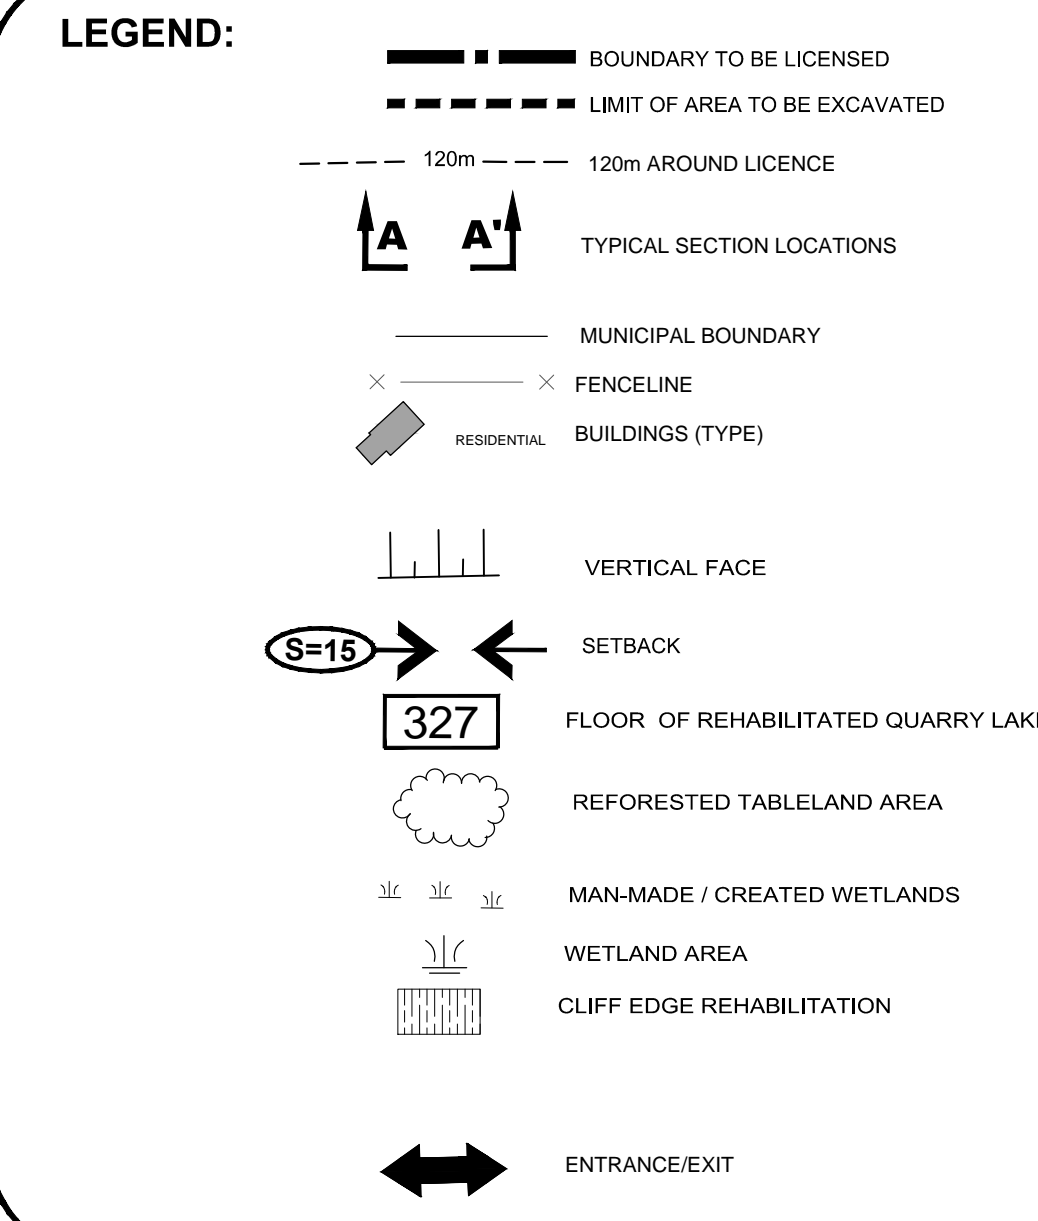 LEGEND:
BOUNDARY TO BE LICENSED
LIMIT OF AREA TO BE EXCAVATED
120m 120m AROUND LICENCE
A A' TYPICAL SECTION LOCATIONS
MUNICIPAL BOUNDARY
FENCELINE
RESIDENTIAL BUILDINGS (TYPE)
VERTICAL FACE
S=15 SETBACK
327 FLOOR OF REHABILITATED QUARRY LAK
REFORESTED TABLELAND AREA
MAN-MADE / CREATED WETLANDS
WETLAND AREA
CLIFF EDGE REHABILITATION
ENTRANCE/EXIT